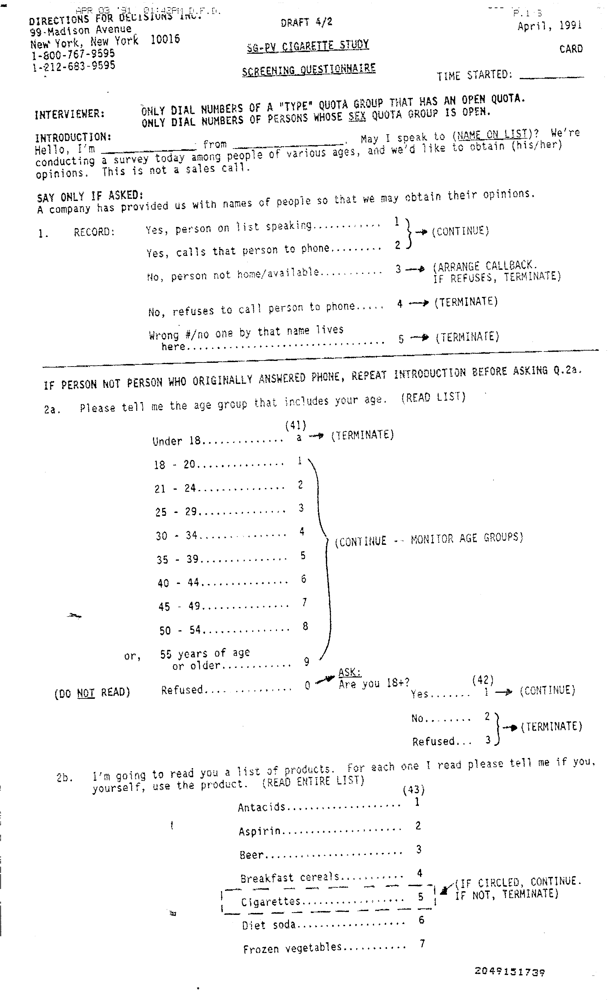 APR 03 '91 01:43PM D.F.D. P.1 3
DIRECTIONS FOR DECISIONS INC. DRAFT 4/2 April, 1991
99 Madison Avenue
New York, New York 10016 SG-PV CIGARETTE STUDY CARD
1-800-767-9595
1-212-683-9595 SCREENING QUESTIONNAIRE
TIME STARTED: ________
INTERVIEWER: ONLY DIAL NUMBERS OF A "TYPE" QUOTA GROUP THAT HAS AN OPEN QUOTA.
ONLY DIAL NUMBERS OF PERSONS WHOSE SEX QUOTA GROUP IS OPEN.
INTRODUCTION:
Hello, I'm ____________ from ______________. May I speak to (NAME ON LIST)? We're
conducting a survey today among people of various ages, and we'd like to obtain (his/her)
opinions. This is not a sales call.
SAY ONLY IF ASKED:
A company has provided us with names of people so that we may obtain their opinions.
1. RECORD: Yes, person on list speaking............ 1
(CONTINUE)
Yes, calls that person to phone......... 2
No, person not home/available........... 3 → (ARRANGE CALLBACK.
IF REFUSES, TERMINATE)
No, refuses to call person to phone..... 4 → (TERMINATE)
Wrong #/no one by that name lives
here.................................. 5 → (TERMINATE)
IF PERSON NOT PERSON WHO ORIGINALLY ANSWERED PHONE, REPEAT INTRODUCTION BEFORE ASKING Q.2a.
2a. Please tell me the age group that includes your age. (READ LIST)
(41)
Under 18.............. a → (TERMINATE)
18 - 20............... 1
21 - 24............... 2
25 - 29............... 3
30 - 34............... 4
(CONTINUE -- MONITOR AGE GROUPS)
35 - 39............... 5
40 - 44............... 6
45 - 49............... 7
50 - 54............... 8
or, 55 years of age
or older............ 9
(DO NOT READ) Refused............... 0 → ASK:
Are you 18+? (42)
Yes....... 1 → (CONTINUE)
No........ 2
→ (TERMINATE)
Refused... 3
2b. I'm going to read you a list of products. For each one I read please tell me if you,
yourself, use the product. (READ ENTIRE LIST)
(43)
Antacids.................... 1
Aspirin..................... 2
Beer........................ 3
Breakfast cereals........... 4
(IF CIRCLED, CONTINUE.
Cigarettes.................. 5 IF NOT, TERMINATE)
Diet soda................... 6
Frozen vegetables........... 7
2049151739